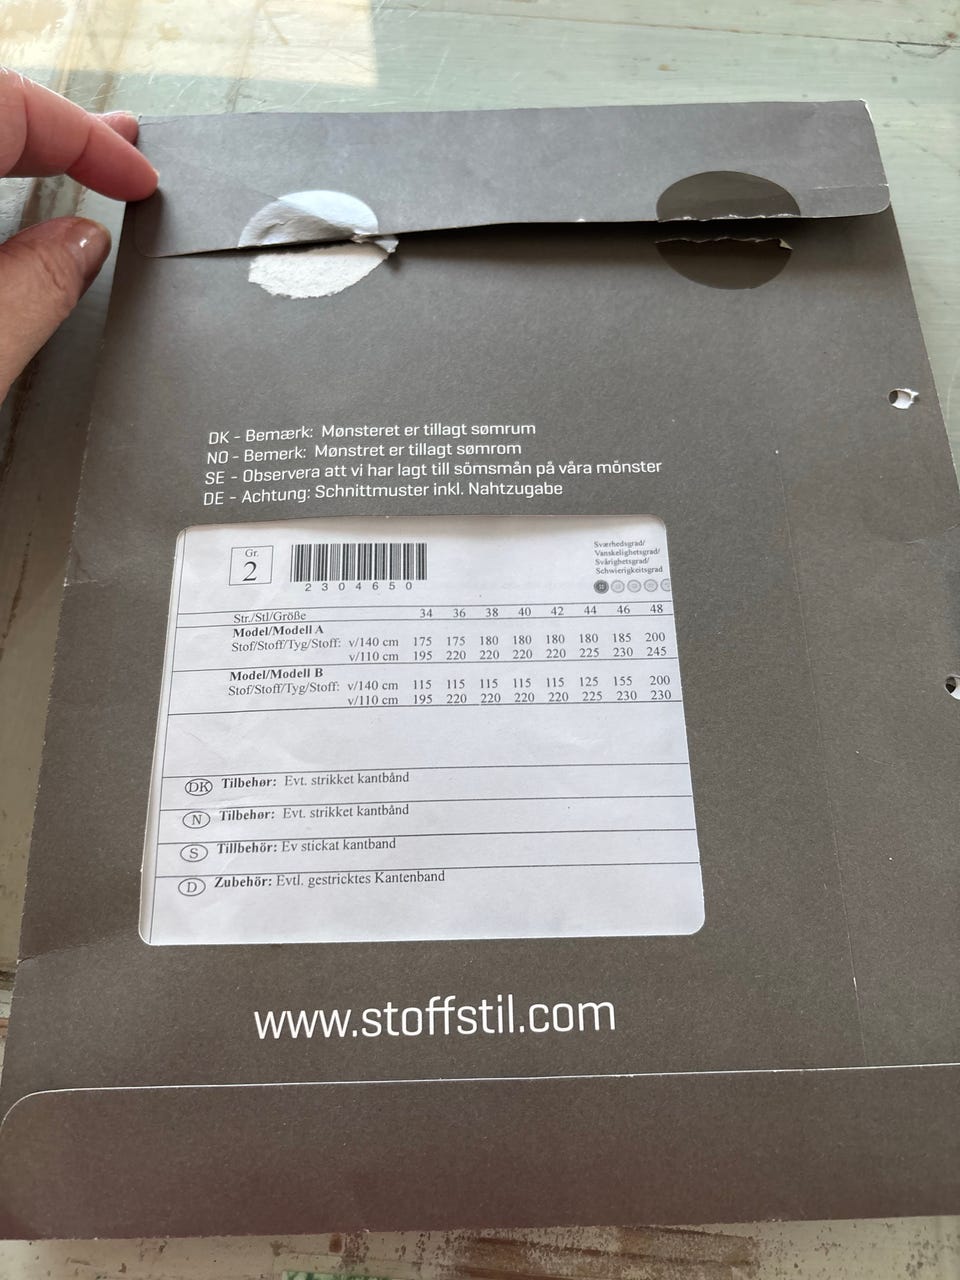 DK - Bemærk: Mønsteret er tillagt sømrum
NO - Bemerk: Mønstret er tillagt sømrom
SE - Observera att vi har lagt till sömsmån på våra mönster
DE - Achtung: Schnittmuster inkl. Nahtzugabe
Gr.
2
2304650
Sværhedsgrad/
Vanskelighetsgrad/
Svårighetsgrad/
Schwierigkeitsgrad
Str./Stl/Größe 34 36 38 40 42 44 46 48
Model/Modell A
Stof/Stoff/Tyg/Stoff: v/140 cm 175 175 180 180 180 180 185 200
v/110 cm 195 220 220 220 220 225 230 245
Model/Modell B
Stof/Stoff/Tyg/Stoff: v/140 cm 115 115 115 115 115 125 155 200
v/110 cm 195 220 220 220 220 225 230 230
DK Tilbehør: Evt. strikket kantbånd
N Tilbehør: Evt. strikket kantbånd
S Tillbehör: Ev stickat kantband
D Zubehör: Evtl. gestricktes Kantenband
www.stoffstil.com